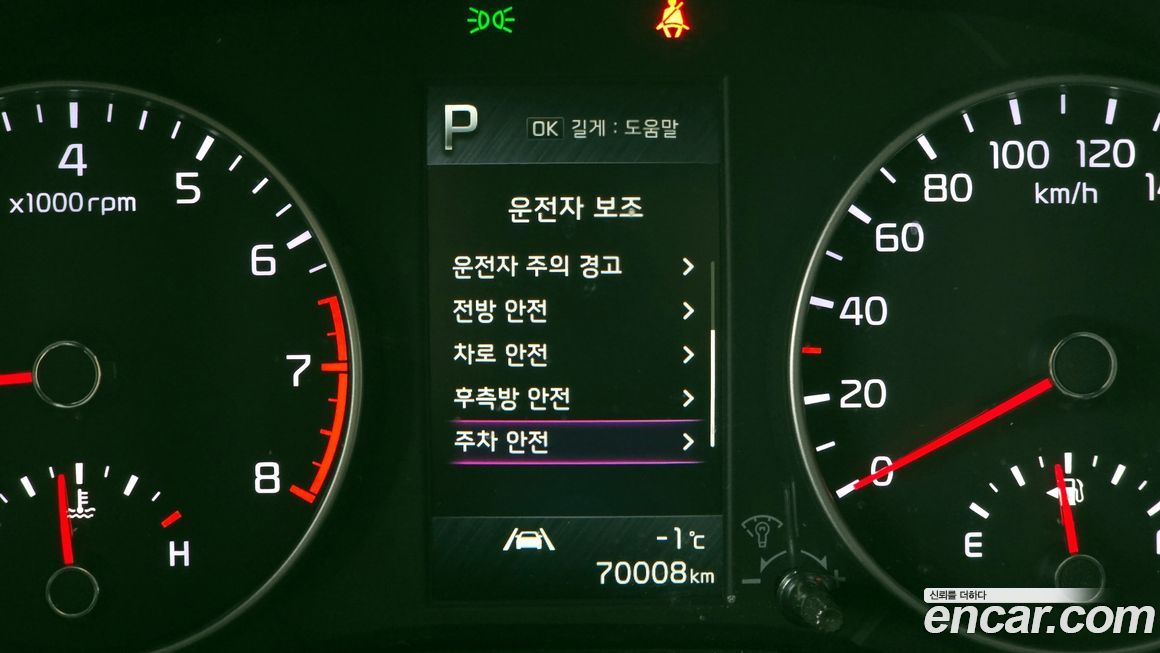 P
OK 길게 : 도움말
운전자 보조
운전자 주의 경고
전방 안전
차로 안전
후측방 안전
주차 안전
-1℃
70008km
4
x1000rpm
5
6
7
8
H
100
120
km/h
80
60
40
20
0
E
신뢰를 더하다
encar.com